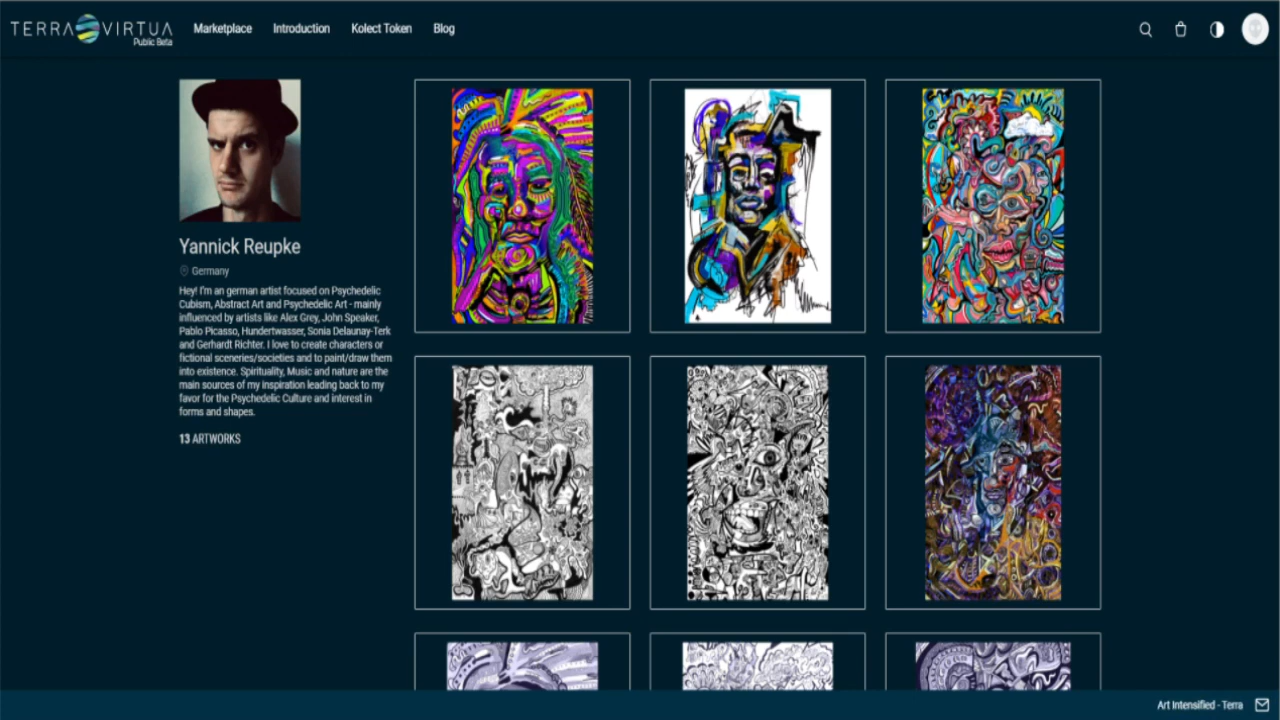 TERRA VIRTUA
Public Beta
Marketplace
Introduction
Kolect Token
Blog
Yannick Reupke
Germany
Hey! I'm an german artist focused on Psychedelic
Cubism, Abstract Art and Psychedelic Art - mainly
influenced by artists like Alex Grey, John Speaker,
Pablo Picasso, Hundertwasser, Sonia Delaunay-Terk
and Gerhardt Richter. I love to create characters or
fictional sceneries/societies and to paint/draw them
into existence. Spirituality, Music and nature are the
main sources of my inspiration leading back to my
favor for the Psychedelic Culture and interest in
forms and shapes.
13 ARTWORKS
Art Intensified - Terra